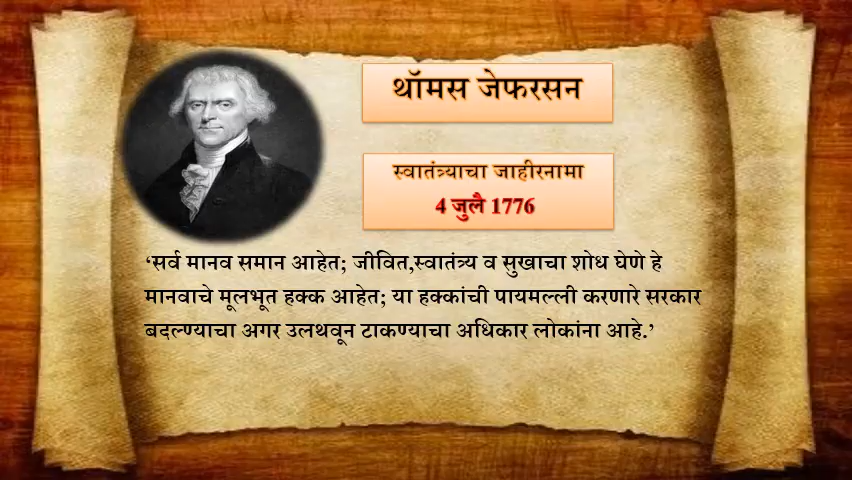 थॉमस जेफरसन
स्वातंत्र्याचा जाहीरनामा
4 जुलै 1776
‘सर्व मानव समान आहेत; जीवित,स्वातंत्र्य व सुखाचा शोध घेणे हे
मानवाचे मूलभूत हक्क आहेत; या हक्कांची पायमल्ली करणारे सरकार
बदलण्याचा अगर उलथवून टाकण्याचा अधिकार लोकांना आहे.’